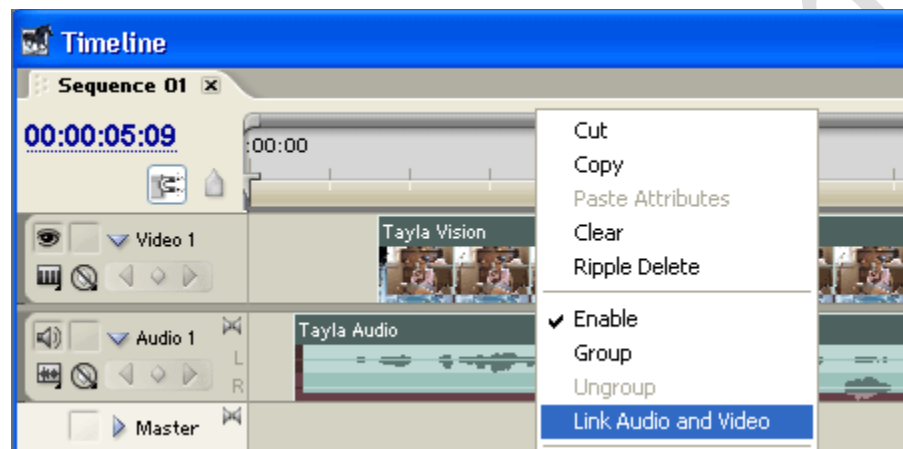 Timeline
Sequence 01
00:00:05:09
:00:00
Cut
Copy
Paste Attributes
Clear
Ripple Delete
Enable
Group
Ungroup
Link Audio and Video
Video 1
Tayla Vision
Audio 1
L
R
Tayla Audio
Master